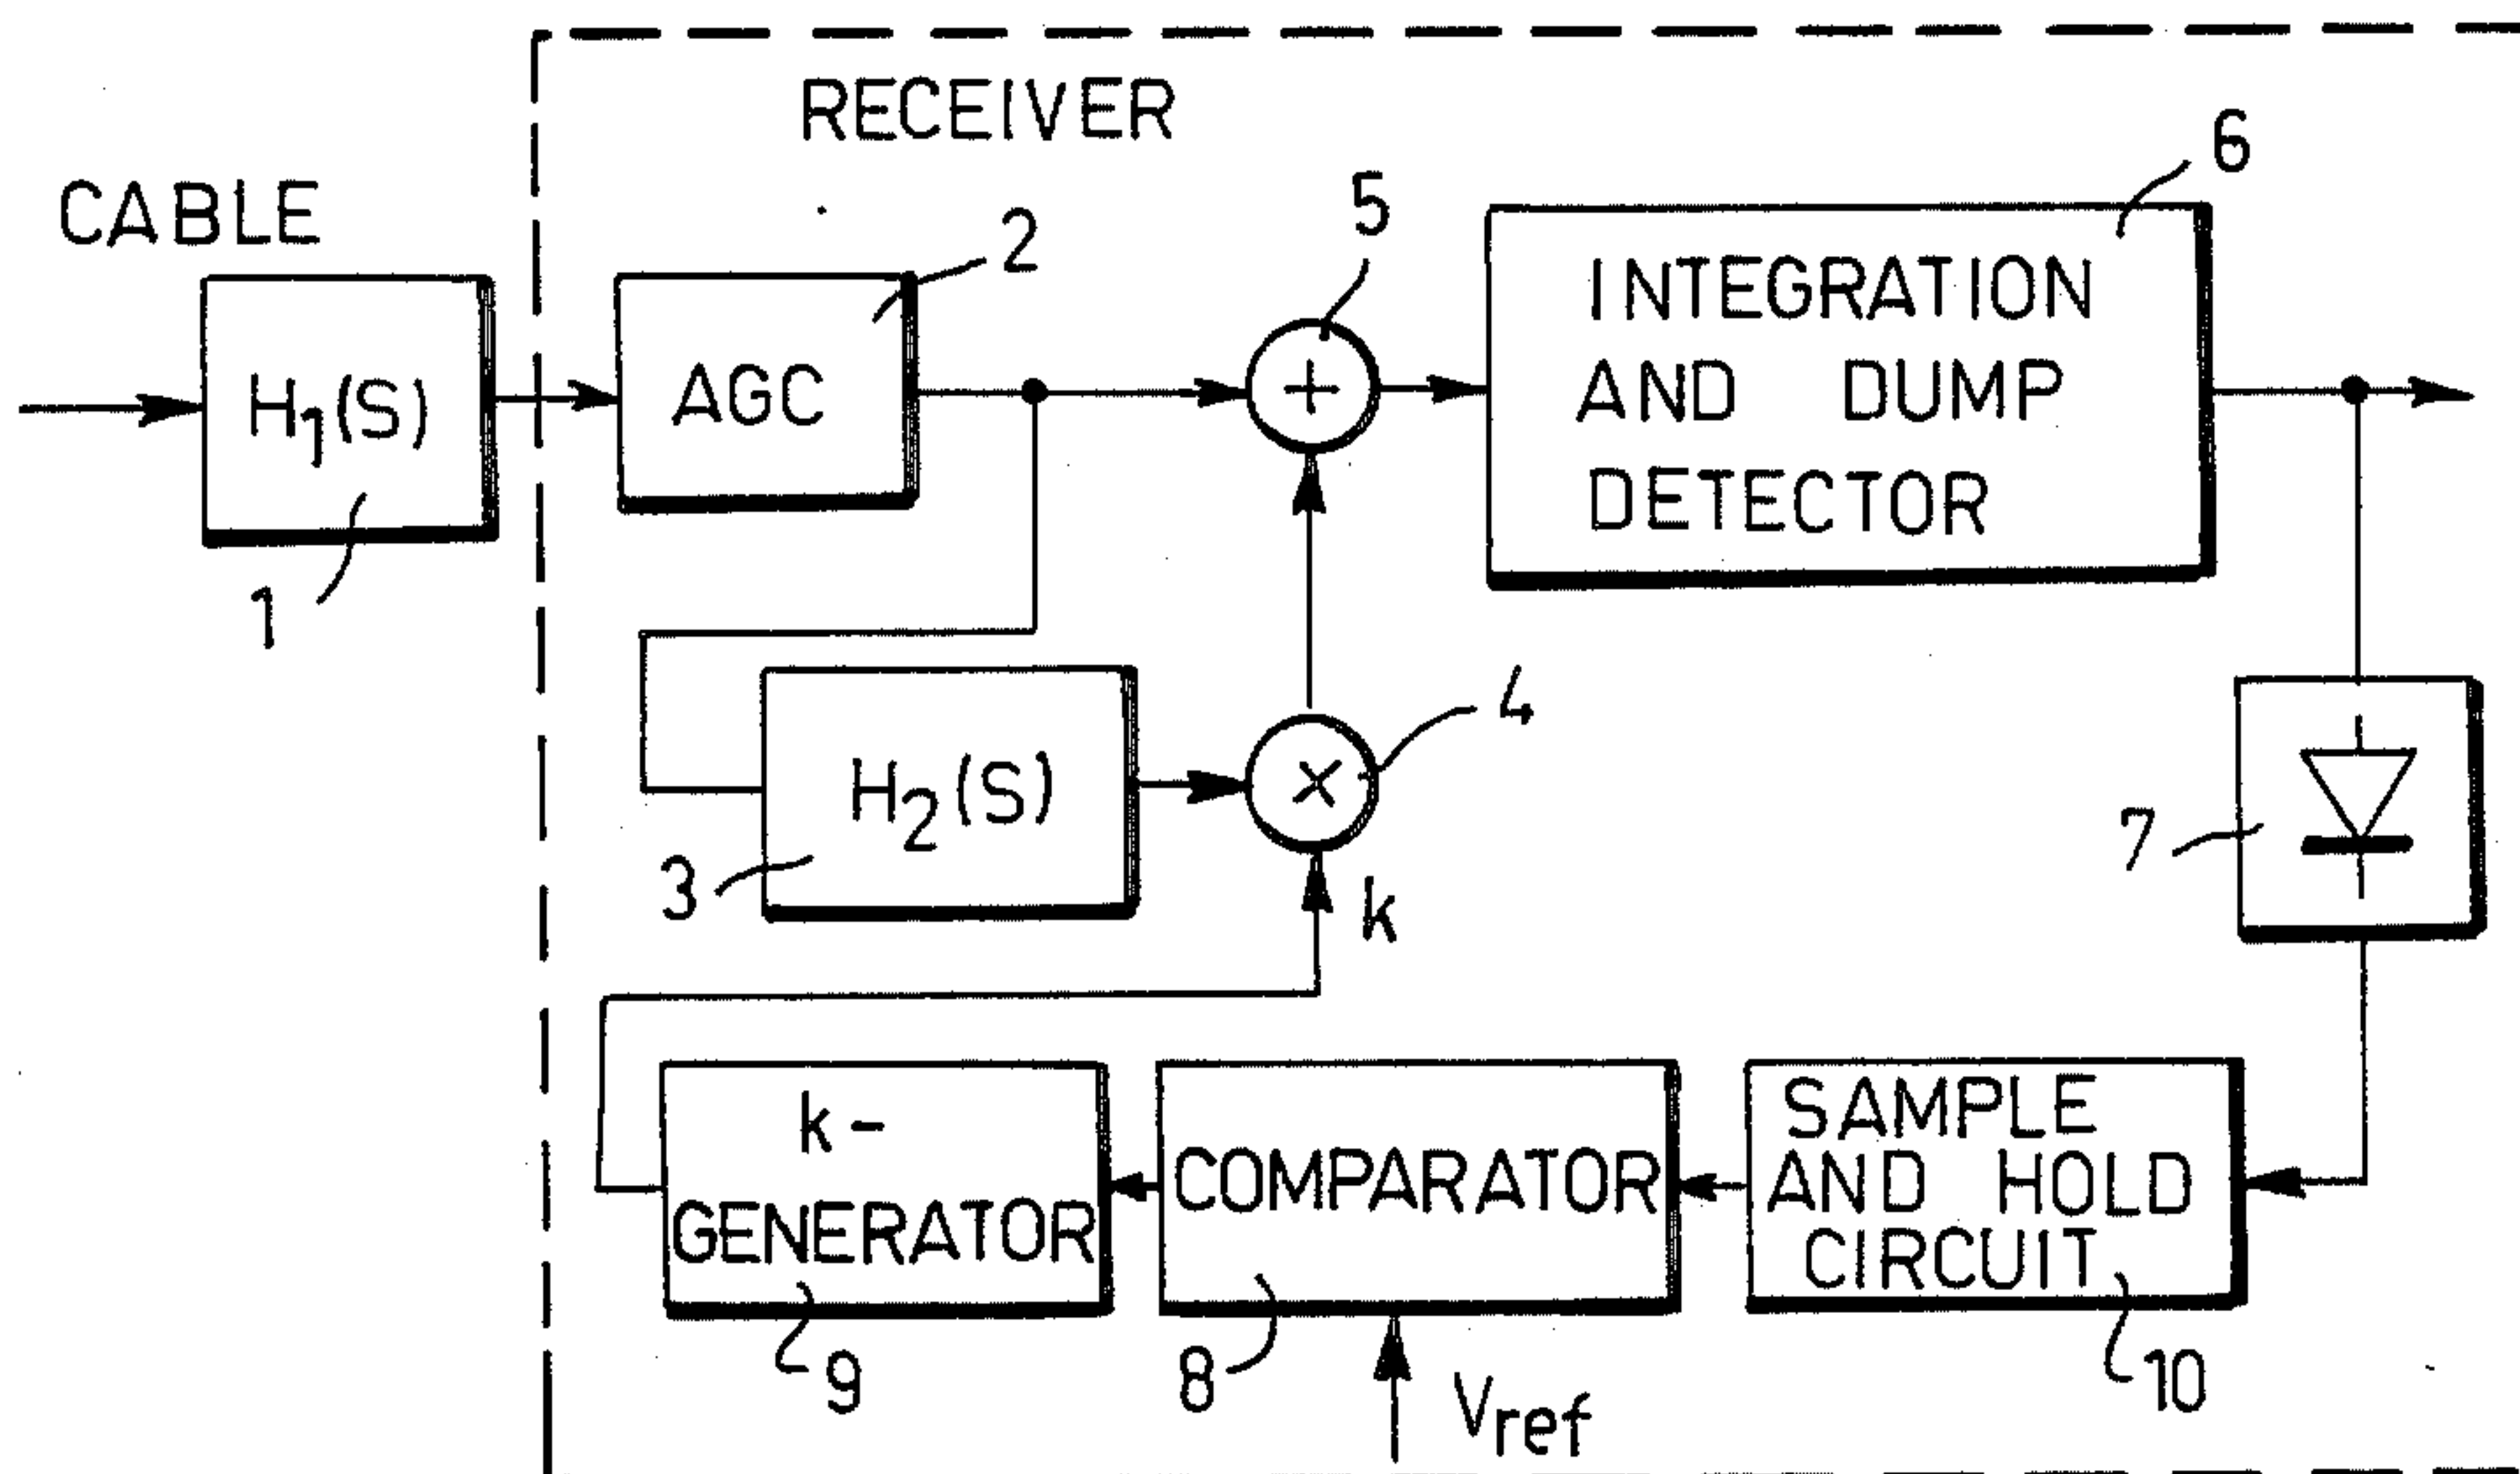 RECEIVER
CABLE
H1(S)
1
AGC
2
5
+
INTEGRATION
AND DUMP
DETECTOR
6
H2(S)
3
×
4
k
7
k-
GENERATOR
9
COMPARATOR
8
Vref
SAMPLE
AND HOLD
CIRCUIT
10